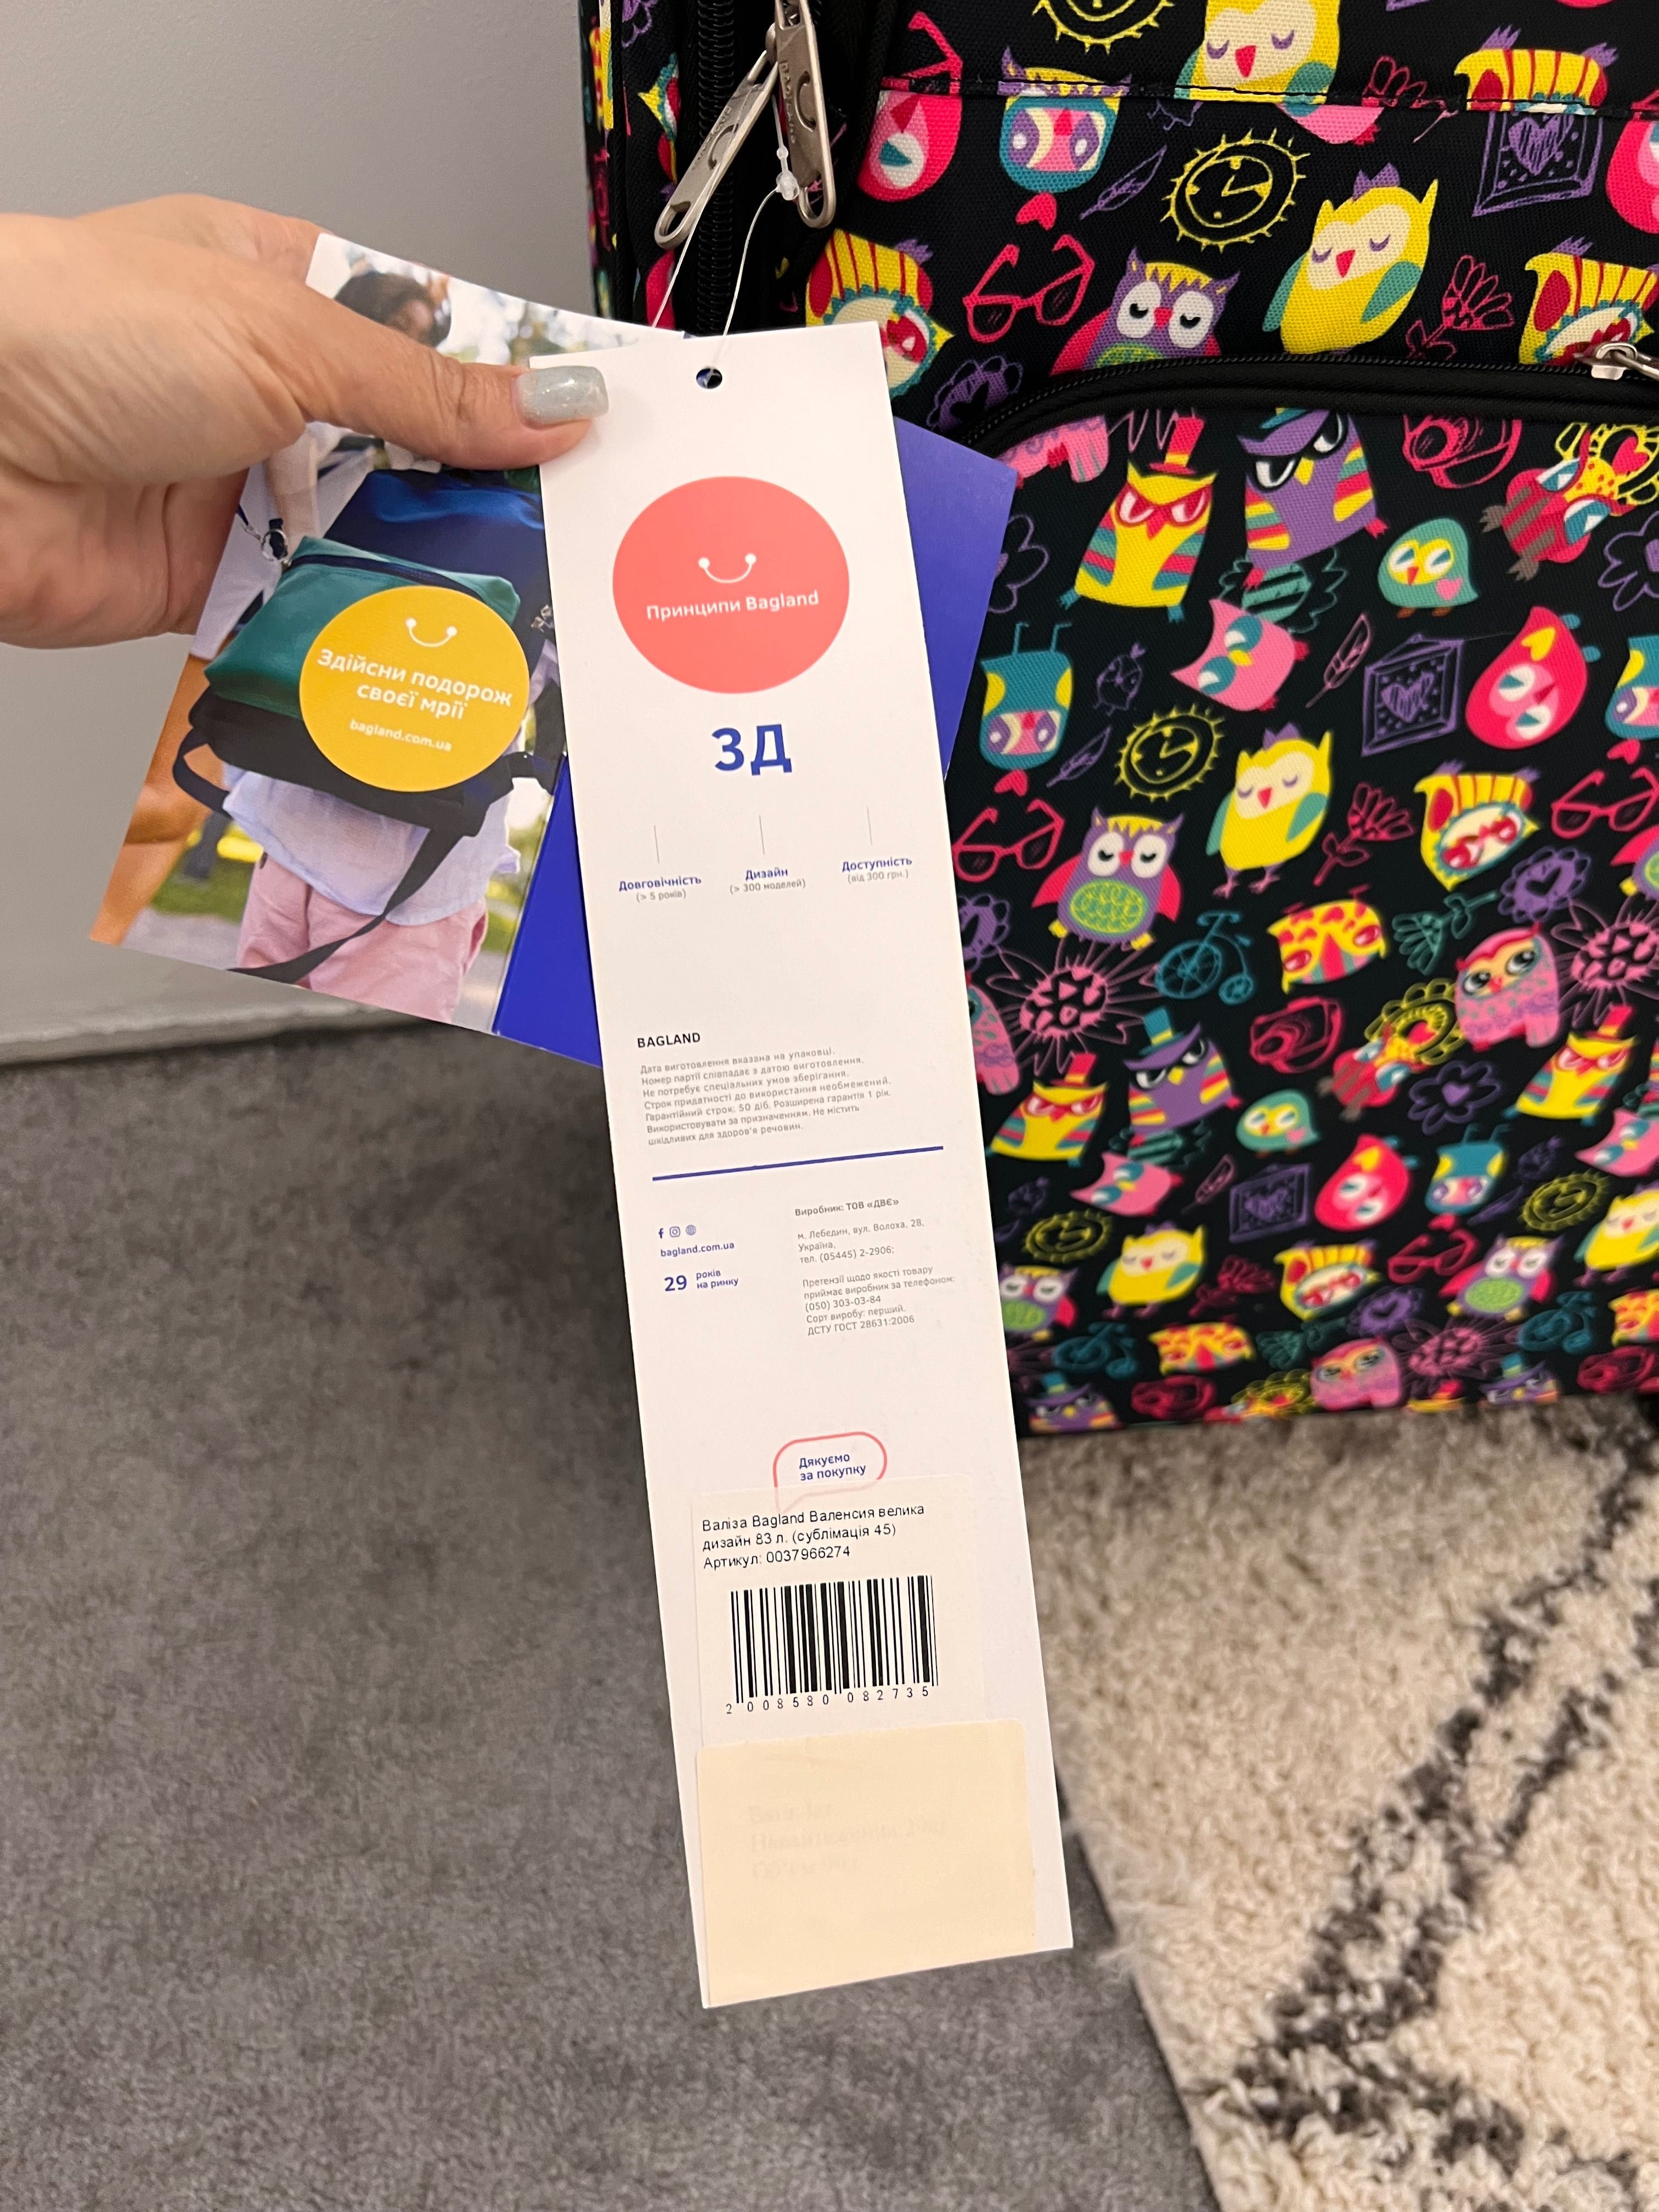 Здійсни подорож
своєї мрії
bagland.com.ua
Принципи Bagland
3Д
Довговічність
(> 5 років)
Дизайн
(> 300 моделей)
Доступність
(від 300 грн.)
BAGLAND
Дата виготовлення вказана на упаковці.
Номер партії співпадає з датою виготовлення.
Не потребує спеціальних умов зберігання.
Строк придатності до використання необмежений.
Гарантійний строк: 50 діб. Розширена гарантія 1 рік.
Використовувати за призначенням. Не містить
шкідливих для здоров'я речовин.
bagland.com.ua
29 років
на ринку
Виробник: ТОВ «ДВЄ»
м. Лебедин, вул. Волоха, 28,
Україна,
тел. (05445) 2-2906;
Претензії щодо якості товару
приймає виробник за телефоном:
(050) 303-03-84
Сорт виробу: перший.
ДСТУ ГОСТ 28631:2006
Дякуємо
за покупку
Валіза Bagland Валенсия велика
дизайн 83 л. (сублімація 45)
Артикул: 0037966274
2 008580 082735